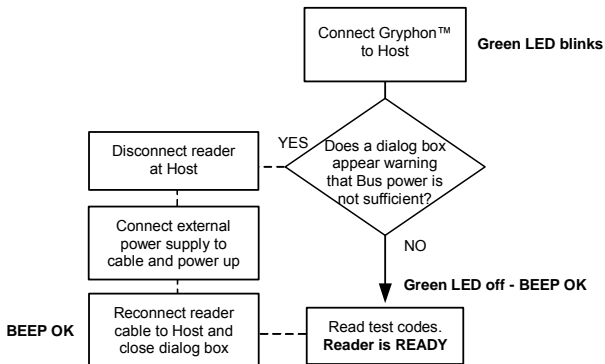 Connect Gryphon™
to Host
Green LED blinks
YES
Does a dialog box
appear warning
that Bus power is
not sufficient?
Disconnect reader
at Host
Connect external
power supply to
cable and power up
NO
Green LED off - BEEP OK
BEEP OK
Reconnect reader
cable to Host and
close dialog box
Read test codes.
Reader is READY